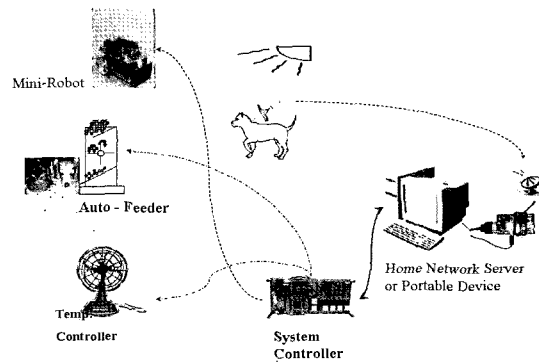 Mini-Robot
Auto - Feeder
Home Network Server
or Portable Device
Temp.
Controller
System
Controller